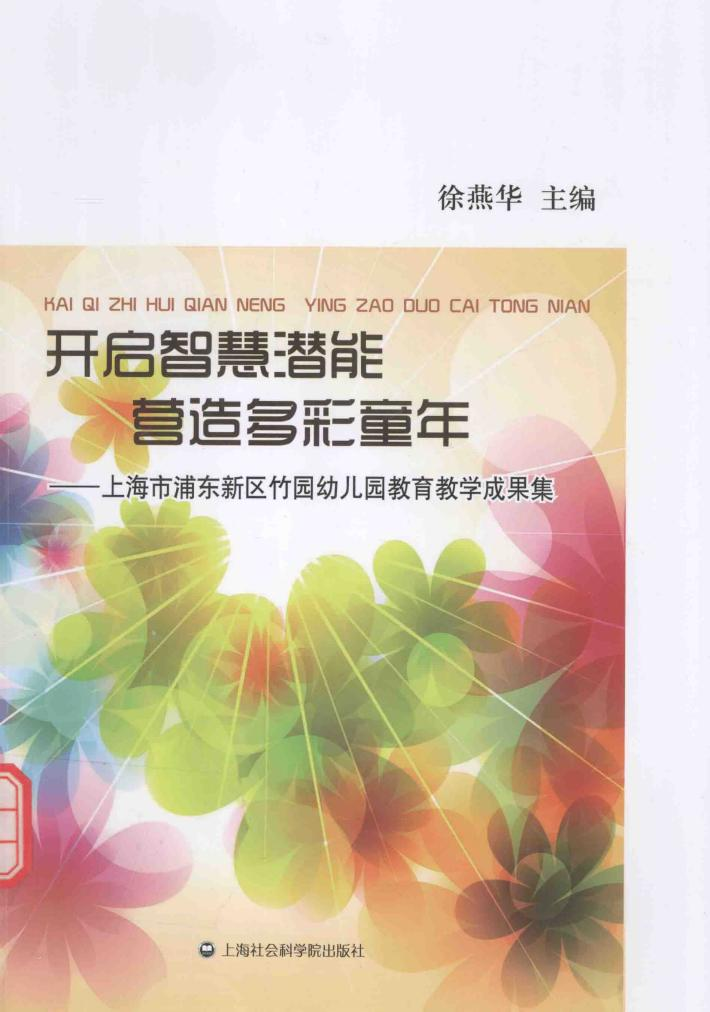 徐燕华 主编
KAI QI ZHI HUI QIAN NENG YING ZAO DUO CAI TONG NIAN
开启智慧潜能
营造多彩童年
——上海市浦东新区竹园幼儿园教育教学成果集
上海社会科学院出版社